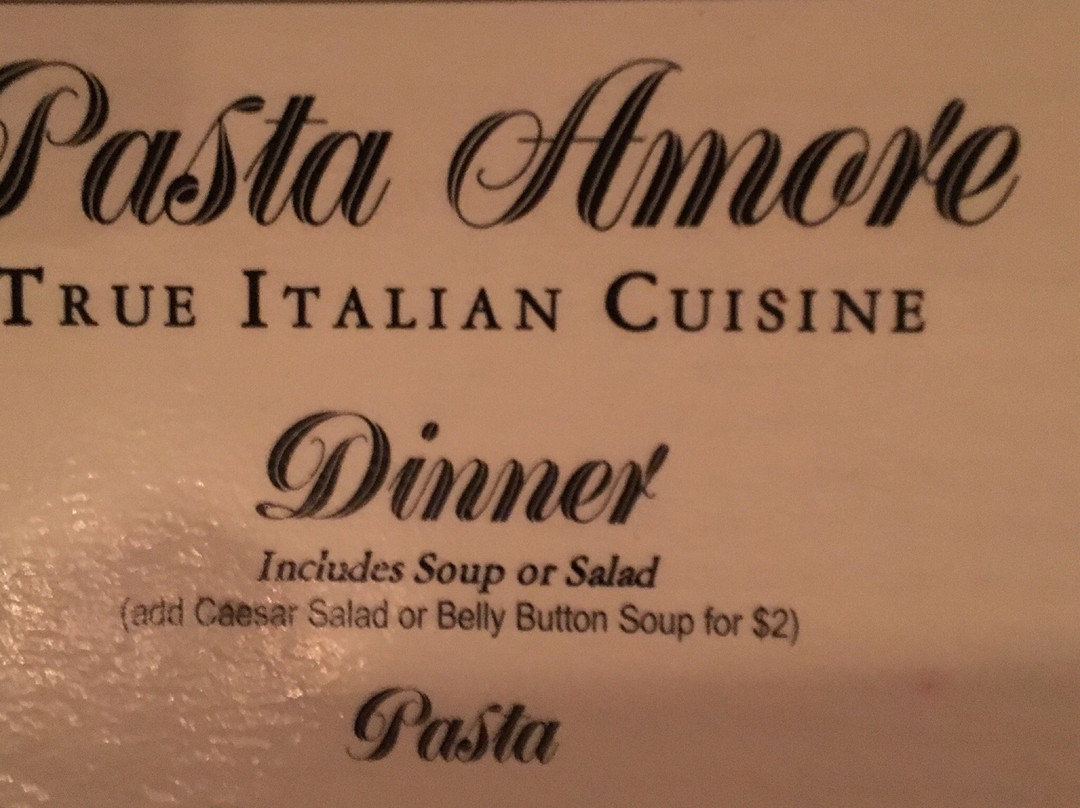 Pasta Amore
TRUE ITALIAN CUISINE
Dinner
Includes Soup or Salad
(add Caesar Salad or Belly Button Soup for $2)
Pasta